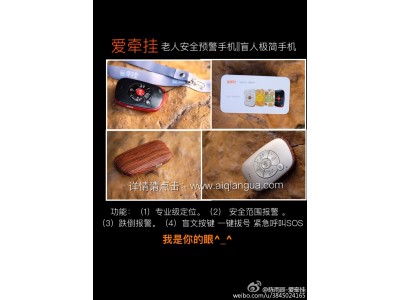 爱牵挂 老人安全预警手机||盲人极简手机
详情请点击：www.aiqiangua.com
功能：（1）专业级定位。（2） 安全范围报警 。
（3）跌倒报警。（4）盲文按键 一键拨号 紧急呼叫SOS
我是你的眼^_^
weibo.com/u/3845024165